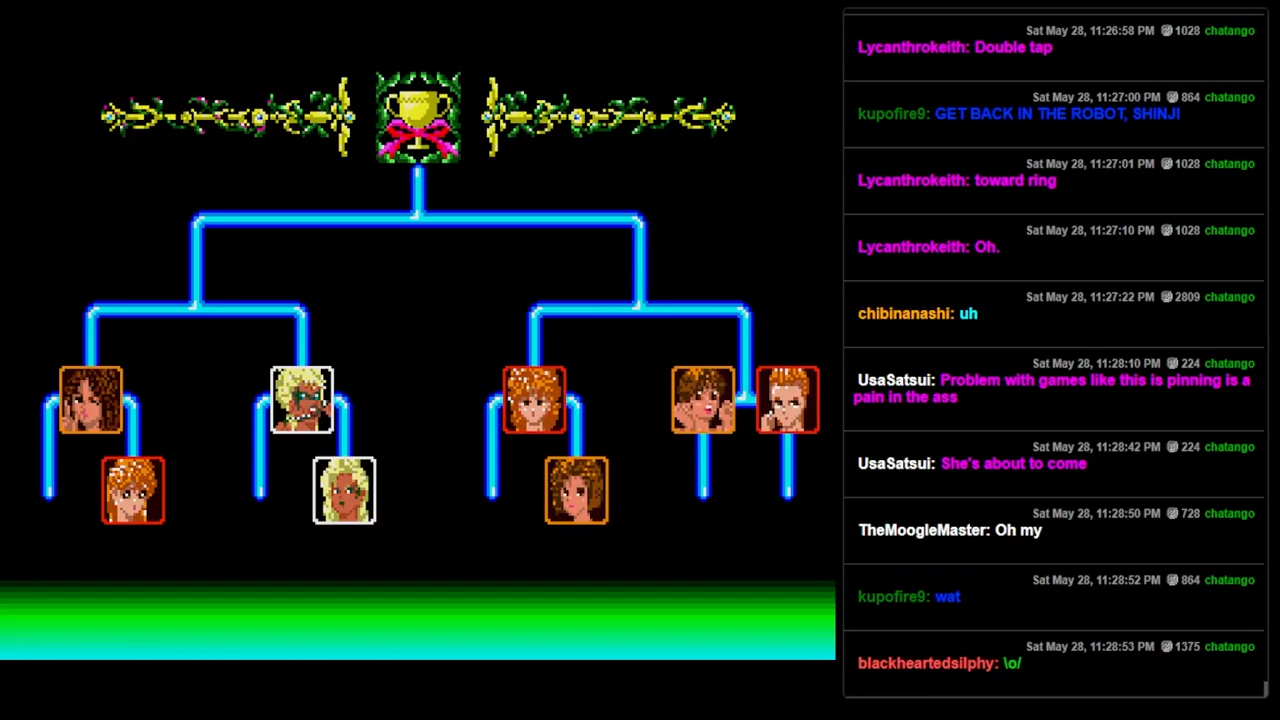 Sat May 28, 11:26:58 PM 1028 chatango
Lycanthrokeith: Double tap
Sat May 28, 11:27:00 PM 864 chatango
kupofire9: GET BACK IN THE ROBOT, SHINJI
Sat May 28, 11:27:01 PM 1028 chatango
Lycanthrokeith: toward ring
Sat May 28, 11:27:10 PM 1028 chatango
Lycanthrokeith: Oh.
Sat May 28, 11:27:22 PM 2809 chatango
chibinanashi: uh
Sat May 28, 11:28:10 PM 224 chatango
UsaSatsui: Problem with games like this is pinning is a
pain in the ass
Sat May 28, 11:28:42 PM 224 chatango
UsaSatsui: She's about to come
Sat May 28, 11:28:50 PM 728 chatango
TheMoogleMaster: Oh my
Sat May 28, 11:28:52 PM 864 chatango
kupofire9: wat
Sat May 28, 11:28:53 PM 1375 chatango
blackheartedsilphy: \o/